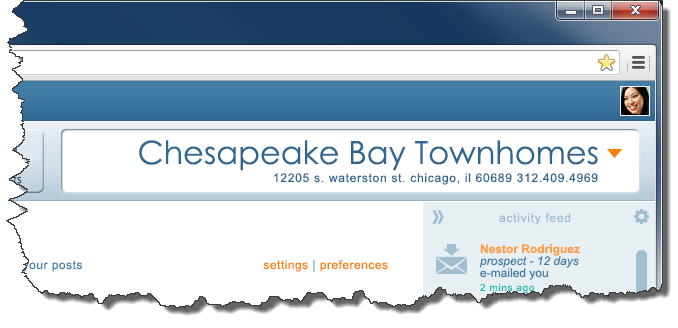 Chesapeake Bay Townhomes
12205 s. waterston st. chicago, il 60689 312.409.4969
activity feed
your posts
settings | preferences
Nestor Rodriguez
prospect - 12 days
e-mailed you
2 mins ago